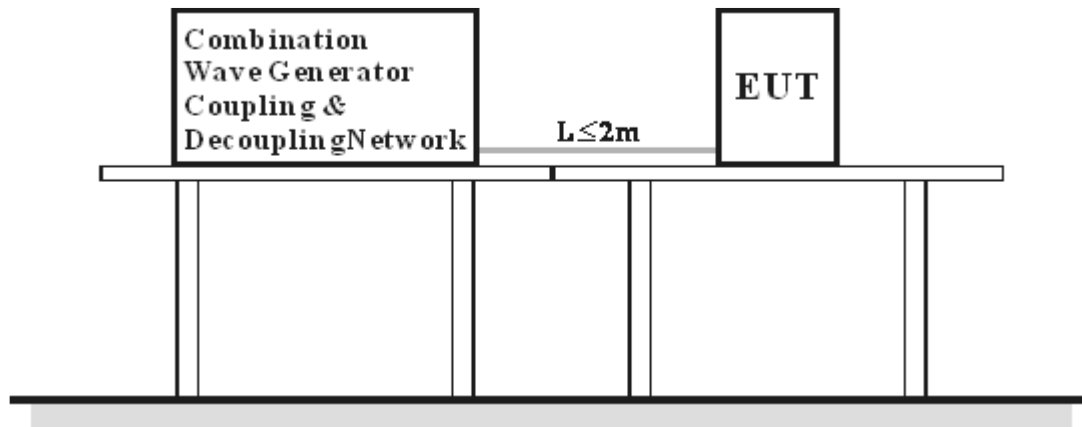 Combination
Wave Generator
Coupling &
DecouplingNetwork
EUT
L≤2m